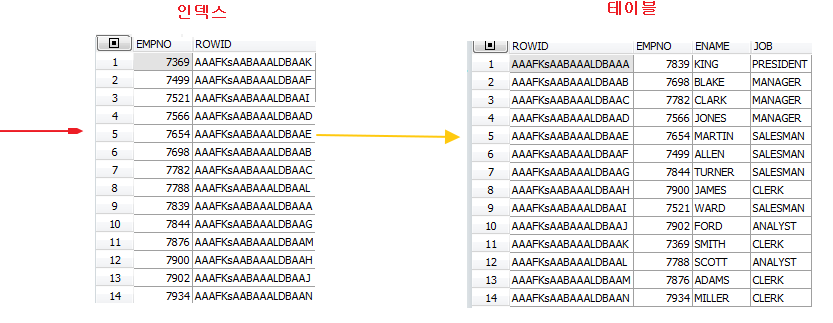 인덱스
EMPNO ROWID
1 7369 AAAFKsAABAAALDBAAK
2 7499 AAAFKsAABAAALDBAAF
3 7521 AAAFKsAABAAALDBAAI
4 7566 AAAFKsAABAAALDBAAD
5 7654 AAAFKsAABAAALDBAAE
6 7698 AAAFKsAABAAALDBAAB
7 7782 AAAFKsAABAAALDBAAC
8 7788 AAAFKsAABAAALDBAAL
9 7839 AAAFKsAABAAALDBAAA
10 7844 AAAFKsAABAAALDBAAG
11 7876 AAAFKsAABAAALDBAAM
12 7900 AAAFKsAABAAALDBAAH
13 7902 AAAFKsAABAAALDBAAJ
14 7934 AAAFKsAABAAALDBAAN
테이블
ROWID EMPNO ENAME JOB
1 AAAFKsAABAAALDBAAA 7839 KING PRESIDENT
2 AAAFKsAABAAALDBAAB 7698 BLAKE MANAGER
3 AAAFKsAABAAALDBAAC 7782 CLARK MANAGER
4 AAAFKsAABAAALDBAAD 7566 JONES MANAGER
5 AAAFKsAABAAALDBAAE 7654 MARTIN SALESMAN
6 AAAFKsAABAAALDBAAF 7499 ALLEN SALESMAN
7 AAAFKsAABAAALDBAAG 7844 TURNER SALESMAN
8 AAAFKsAABAAALDBAAH 7900 JAMES CLERK
9 AAAFKsAABAAALDBAAI 7521 WARD SALESMAN
10 AAAFKsAABAAALDBAAJ 7902 FORD ANALYST
11 AAAFKsAABAAALDBAAK 7369 SMITH CLERK
12 AAAFKsAABAAALDBAAL 7788 SCOTT ANALYST
13 AAAFKsAABAAALDBAAM 7876 ADAMS CLERK
14 AAAFKsAABAAALDBAAN 7934 MILLER CLERK